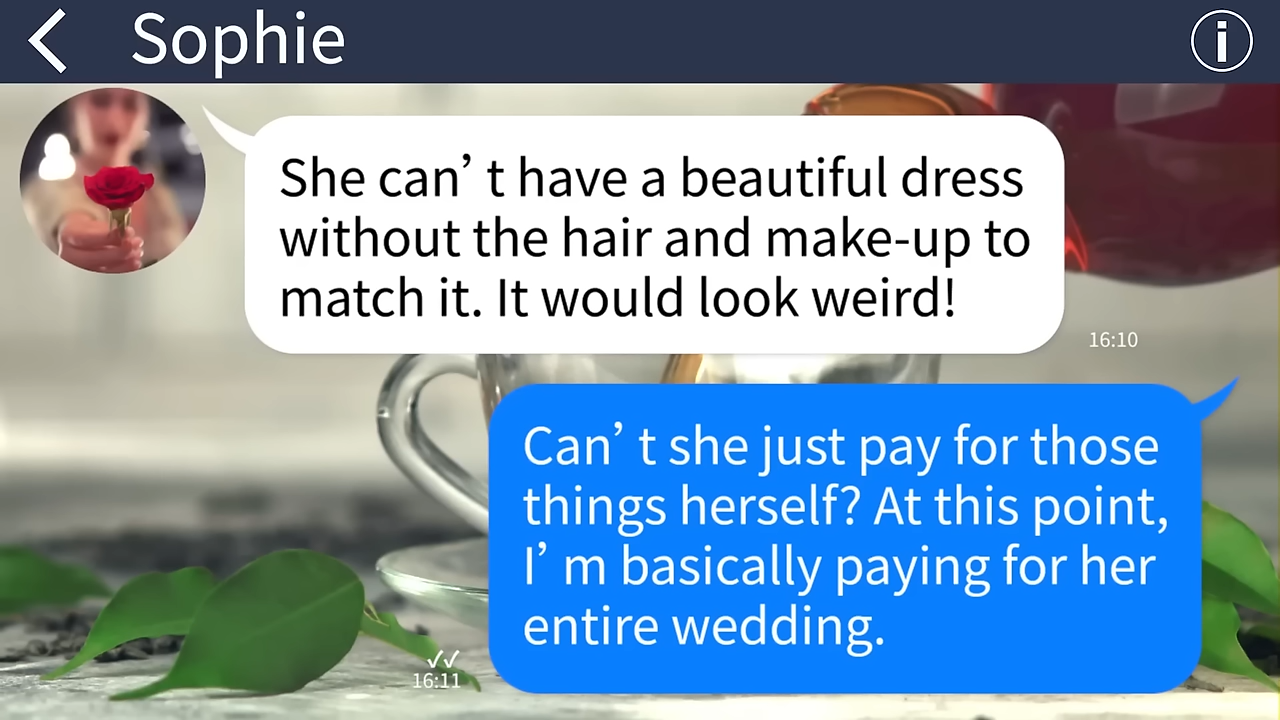 Sophie
She can’t have a beautiful dress
without the hair and make-up to
match it. It would look weird!
16:10
Can’t she just pay for those
things herself? At this point,
I’m basically paying for her
entire wedding.
16:11